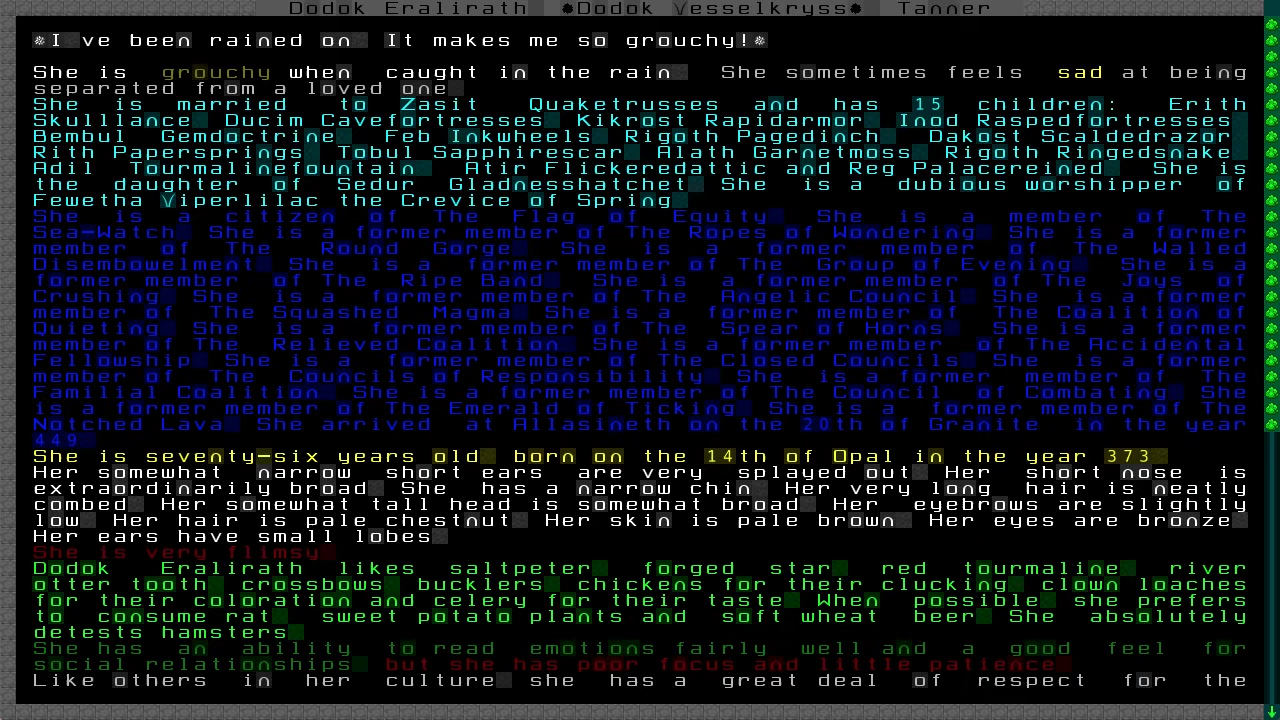 Dodok Eralirath ●Dodok Vesselkryss● Tanner
☼I've been rained on. It makes me so grouchy!☼
She is grouchy when caught in the rain. She sometimes feels sad at being
separated from a loved one.
She is married to Zasit Quaketrusses and has 15 children: Erith
Skulllance, Ducim Cavefortresses, Kikrost Rapidarmor, Inod Raspedfortresses,
Bembul Gemdoctrine, Feb Inkwheels, Rigoth Pagedinch, Dakost Scaldedrazor,
Rith Papersprings, Tobul Sapphirescar, Alath Garnetmoss, Rigoth Ringedsnake,
Adil Tourmalinefountain, Atir Flickeredattic and Reg Palacereined. She is
the daughter of Sedur Gladnesshatchet. She is a dubious worshipper of
Fewetha Viperlilac the Crevice of Spring.
She is a citizen of The Flag of Equity. She is a member of The
Sea-Watch. She is a former member of The Ropes of Wondering. She is a former
member of The Round Gorge. She is a former member of The Walled
Disembowelment. She is a former member of The Group of Evening. She is a
former member of The Ripe Band. She is a former member of The Joys of
Crushing. She is a former member of The Angelic Council. She is a former
member of The Squashed Magma. She is a former member of The Coalition of
Quieting. She is a former member of The Spear of Horns. She is a former
member of The Relieved Coalition. She is a former member of The Accidental
Fellowship. She is a former member of The Closed Councils. She is a former
member of The Councils of Responsibility. She is a former member of The
Familial Coalition. She is a former member of The Council of Combating. She
is a former member of The Emerald of Ticking. She is a former member of The
Notched Lava. She arrived at Allasineth on the 20th of Granite in the year
449.
She is seventy-six years old, born on the 14th of Opal in the year 373.
Her somewhat narrow short ears are very splayed out. Her short nose is
extraordinarily broad. She has a narrow chin. Her very long hair is neatly
combed. Her somewhat tall head is somewhat broad. Her eyebrows are slightly
low. Her hair is pale chestnut. Her skin is pale brown. Her eyes are bronze.
Her ears have small lobes.
She is very flimsy.
Dodok Eralirath likes saltpeter, forged star, red tourmaline, river
otter tooth, crossbows, bucklers, chickens for their clucking, clown loaches
for their coloration and celery for their taste. When possible, she prefers
to consume rat, sweet potato plants and soft wheat beer. She absolutely
detests hamsters.
She has an ability to read emotions fairly well and a good feel for
social relationships, but she has poor focus and little patience.
Like others in her culture, she has a great deal of respect for the